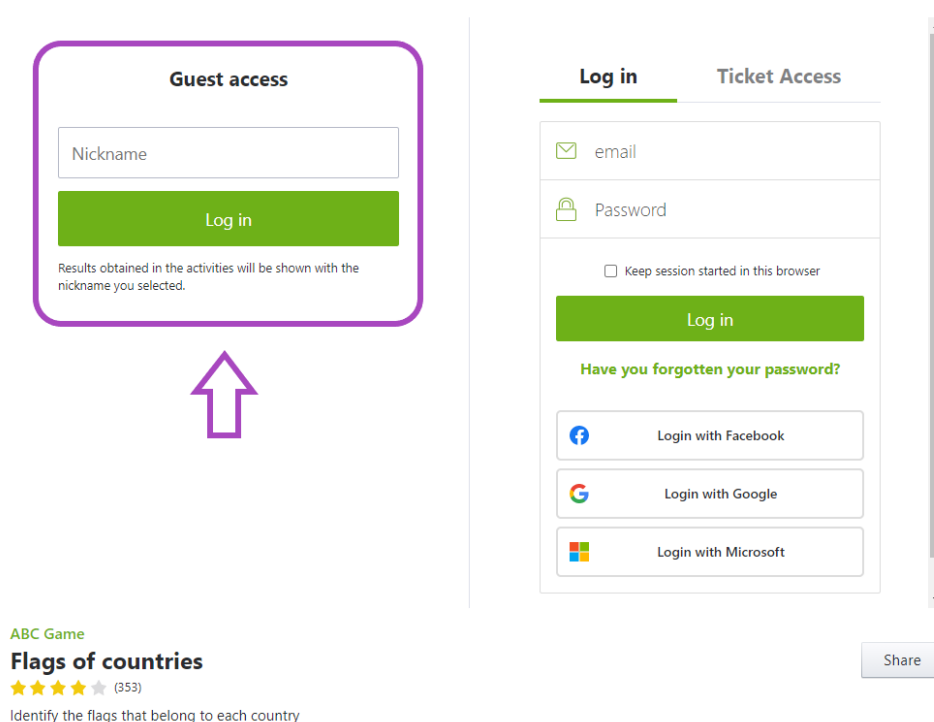 Guest access
Nickname
Log in
Results obtained in the activities will be shown with the
nickname you selected.
Log in
Ticket Access
email
Password
Keep session started in this browser
Log in
Have you forgotten your password?
Login with Facebook
Login with Google
Login with Microsoft
ABC Game
Flags of countries
Share
(353)
Identify the flags that belong to each country